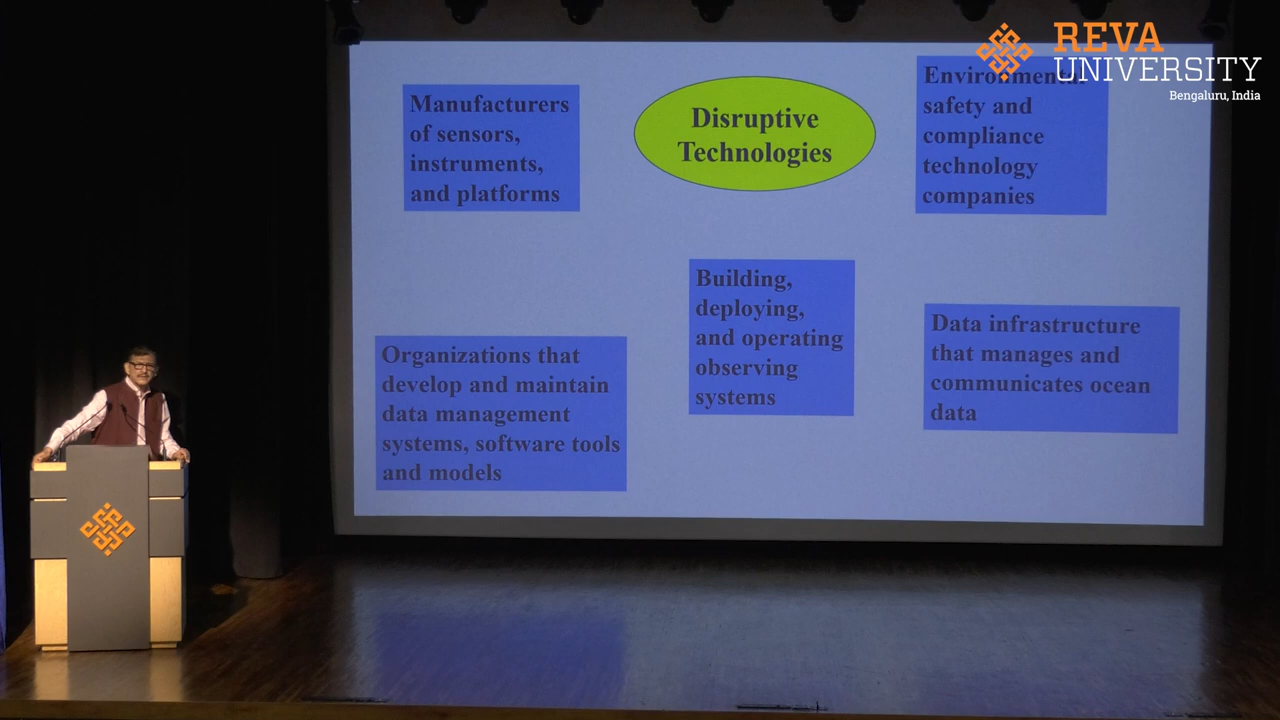 REVA
UNIVERSITY
Bengaluru, India
Manufacturers
of sensors,
instruments,
and platforms
Disruptive
Technologies
Environmental
safety and
compliance
technology
companies
Building,
deploying,
and operating
observing
systems
Organizations that
develop and maintain
data management
systems, software tools
and models
Data infrastructure
that manages and
communicates ocean
data